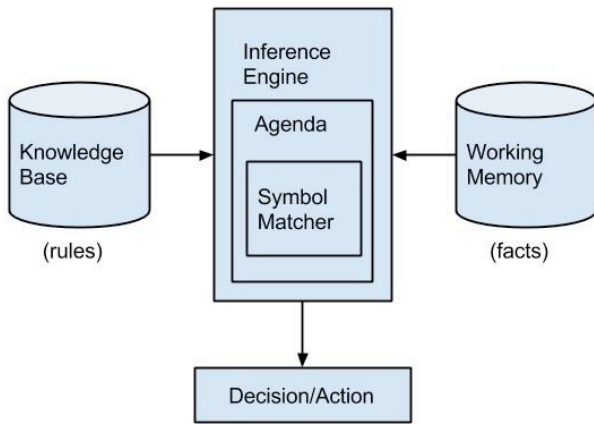 Inference
Engine
Agenda
Symbol
Matcher
Knowledge
Base
(rules)
Working
Memory
(facts)
Decision/Action